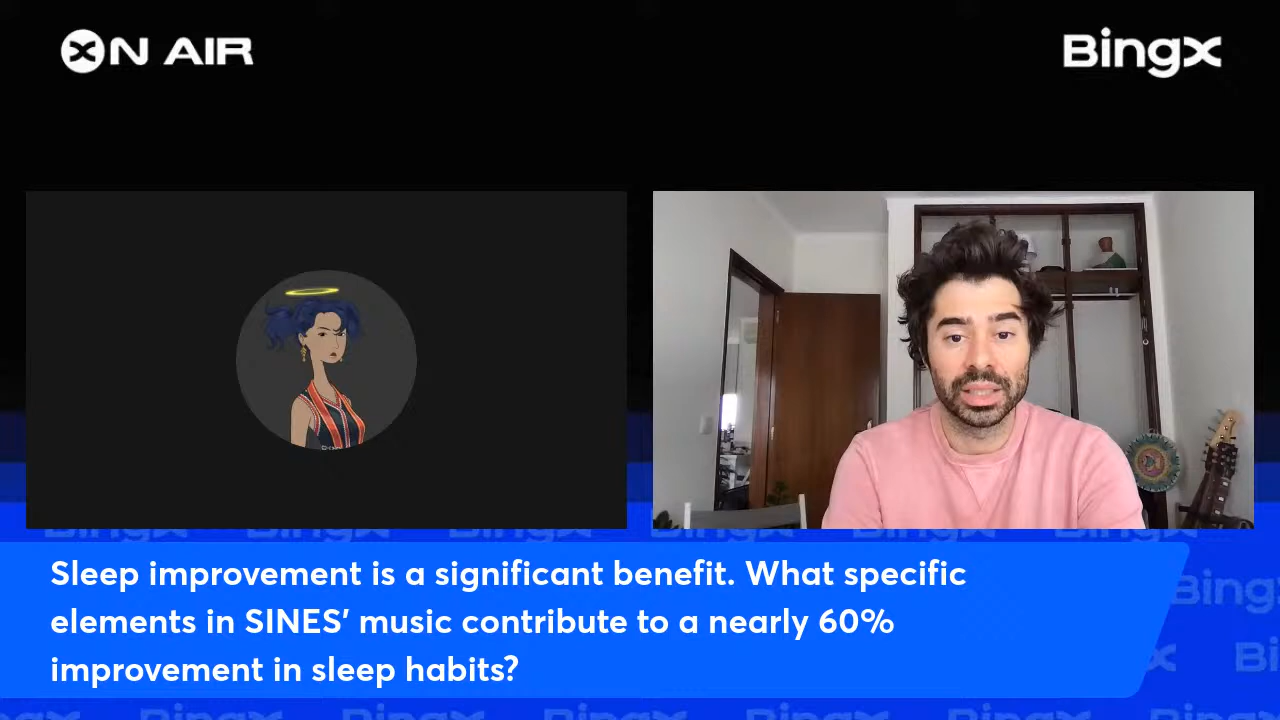 ON AIR
BingX
Sleep improvement is a significant benefit. What specific
elements in SINES’ music contribute to a nearly 60%
improvement in sleep habits?